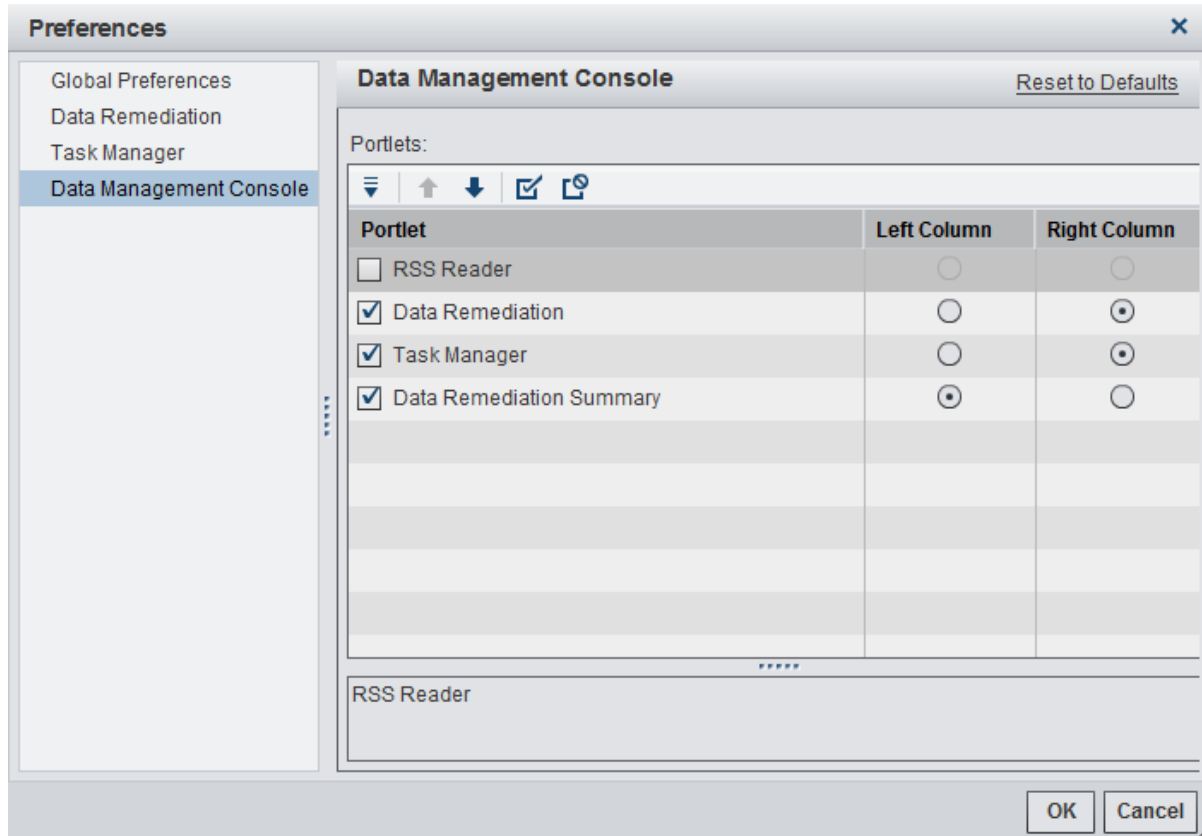 Preferences
Global Preferences
Data Remediation
Task Manager
Data Management Console
Data Management Console
Reset to Defaults
Portlets:
Portlet Left Column Right Column
RSS Reader
Data Remediation
Task Manager
Data Remediation Summary
RSS Reader
OK Cancel